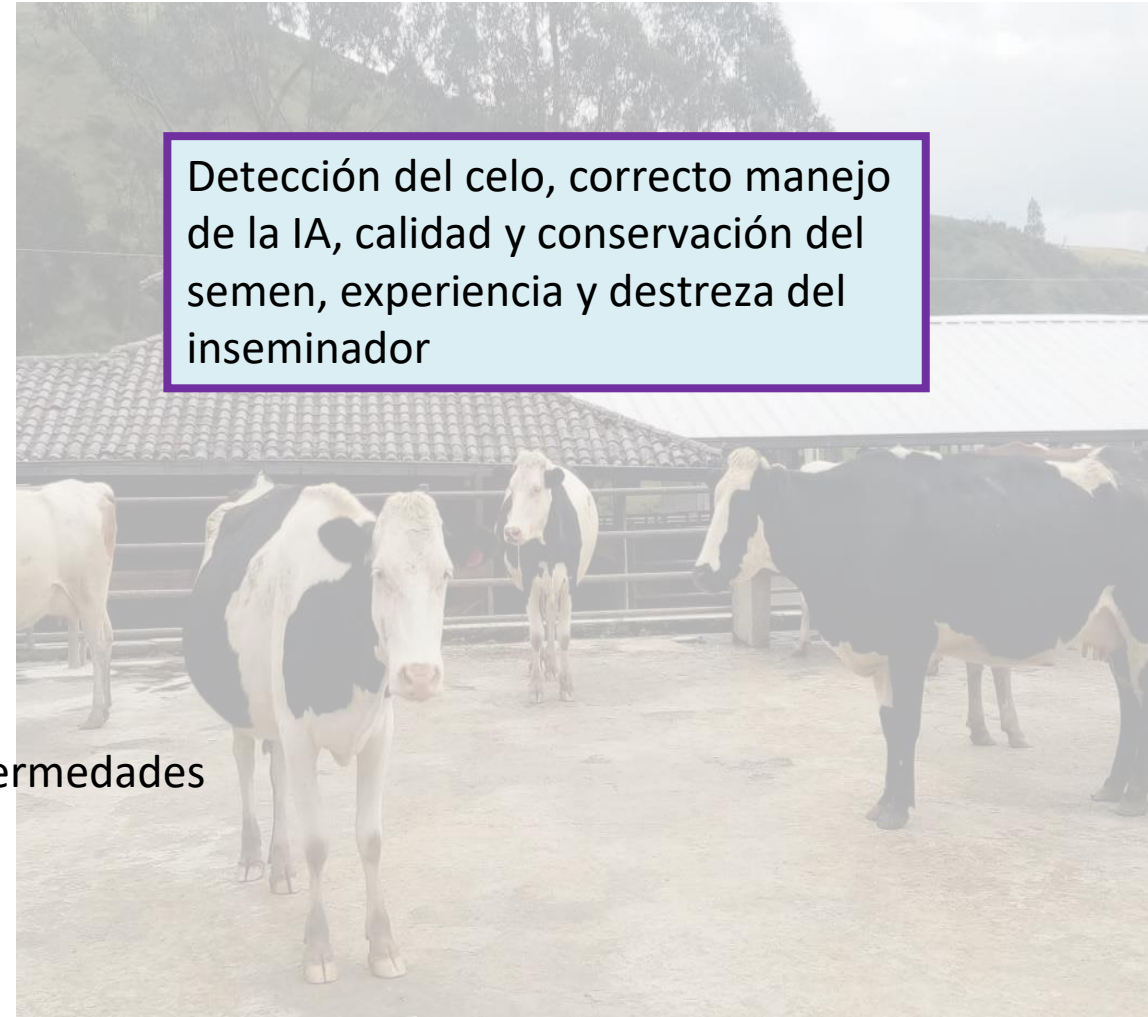 Detección del celo, correcto manejo
de la IA, calidad y conservación del
semen, experiencia y destreza del
inseminador
ermedades